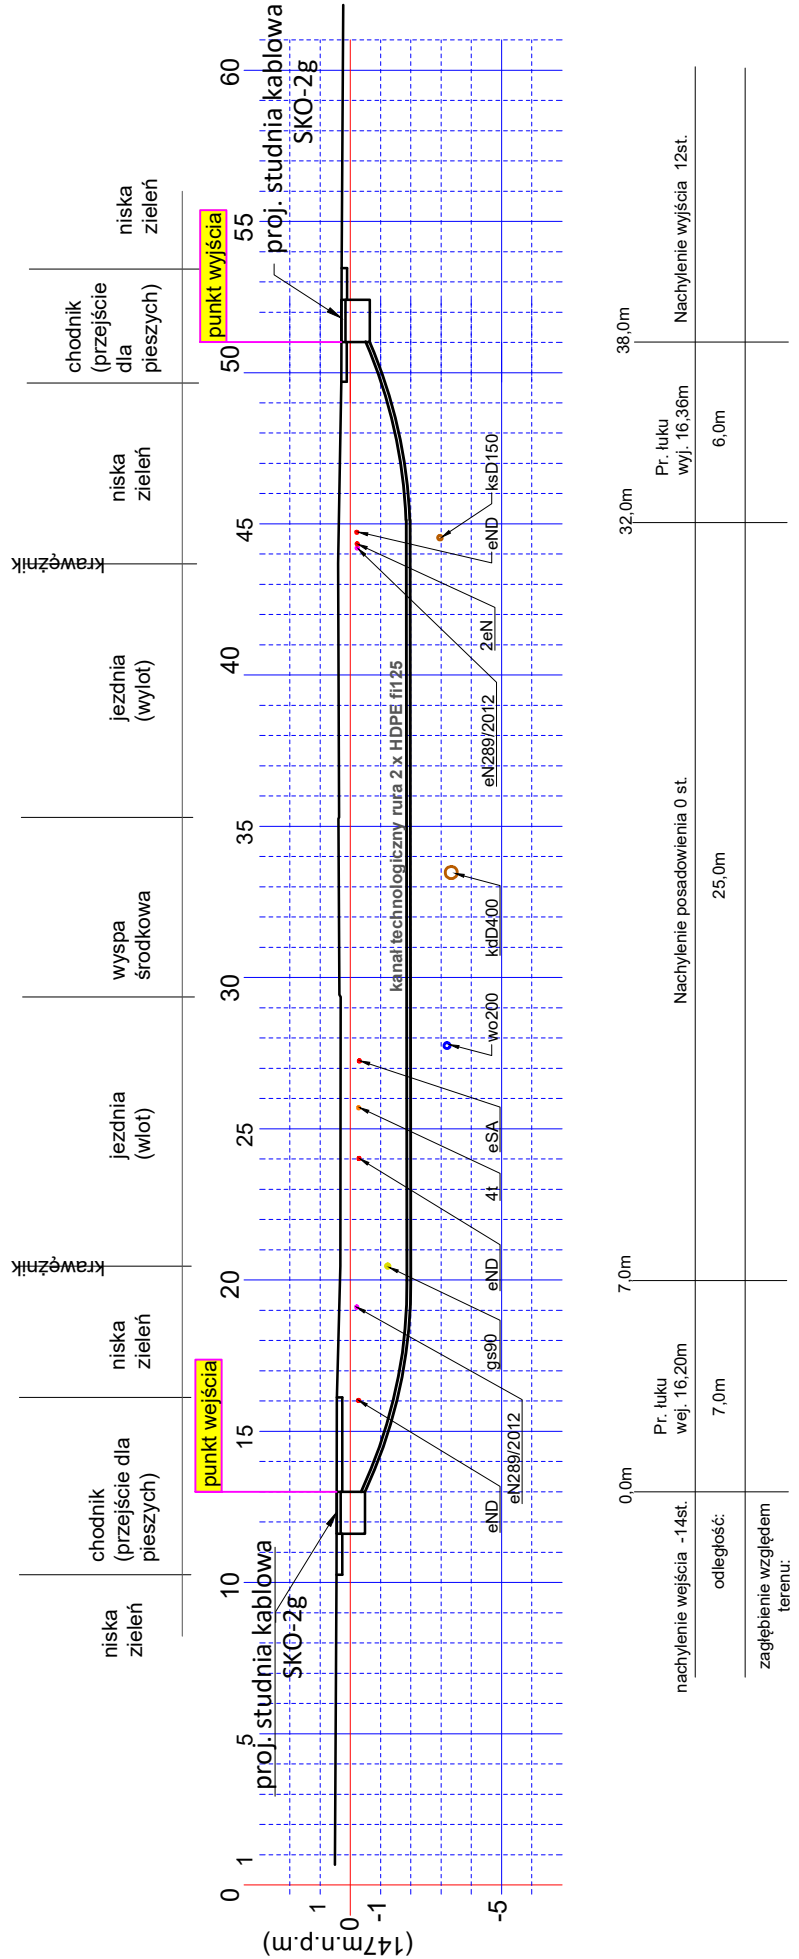 niska
zieleń
chodnik
(przejście dla
pieszych)
niska
zieleń
krawężnik
jezdnia
(wlot)
wyspa
środkowa
jezdnia
(wylot)
krawężnik
niska
zieleń
chodnik
(przejście
dla
pieszych)
niska
zieleń
punkt wejścia
punkt wyjścia
0
1
5
10
15
20
25
30
35
40
45
50
55
60
proj. studnia kablowa
SKO-2g
proj. studnia kablowa
SKO-2g
1
0
-1
-5
(147m.n.p.m)
kanał technologiczny rura 2 x HDPE fi125
eND
eN289/2012
gs90
eND
4t
eSA
wo200
kdD400
eN289/2012
2eN
eND
ksD150
0,0m
7,0m
32,0m
38,0m
nachylenie wejścia -14st.
Pr. łuku
wej. 16,20m
Nachylenie posadowienia 0 st.
Pr. łuku
wyj. 16,36m
Nachylenie wyjścia 12st.
odległość:
7,0m
25,0m
6,0m
zagłębienie względem
terenu: